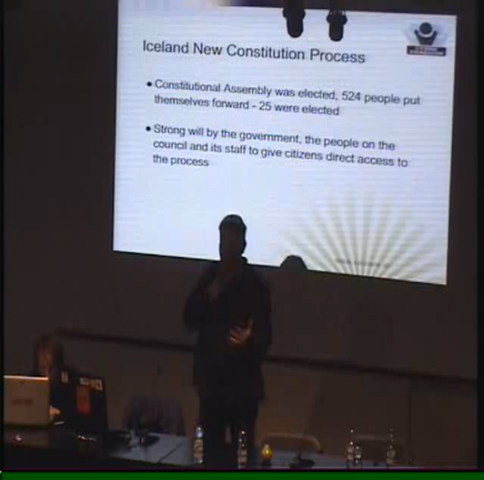 Iceland New Constitution Process
• Constitutional Assembly was elected, 524 people put
themselves forward - 25 were elected
• Strong will by the government, the people on the
council and its staff to give citizens direct access to
the process